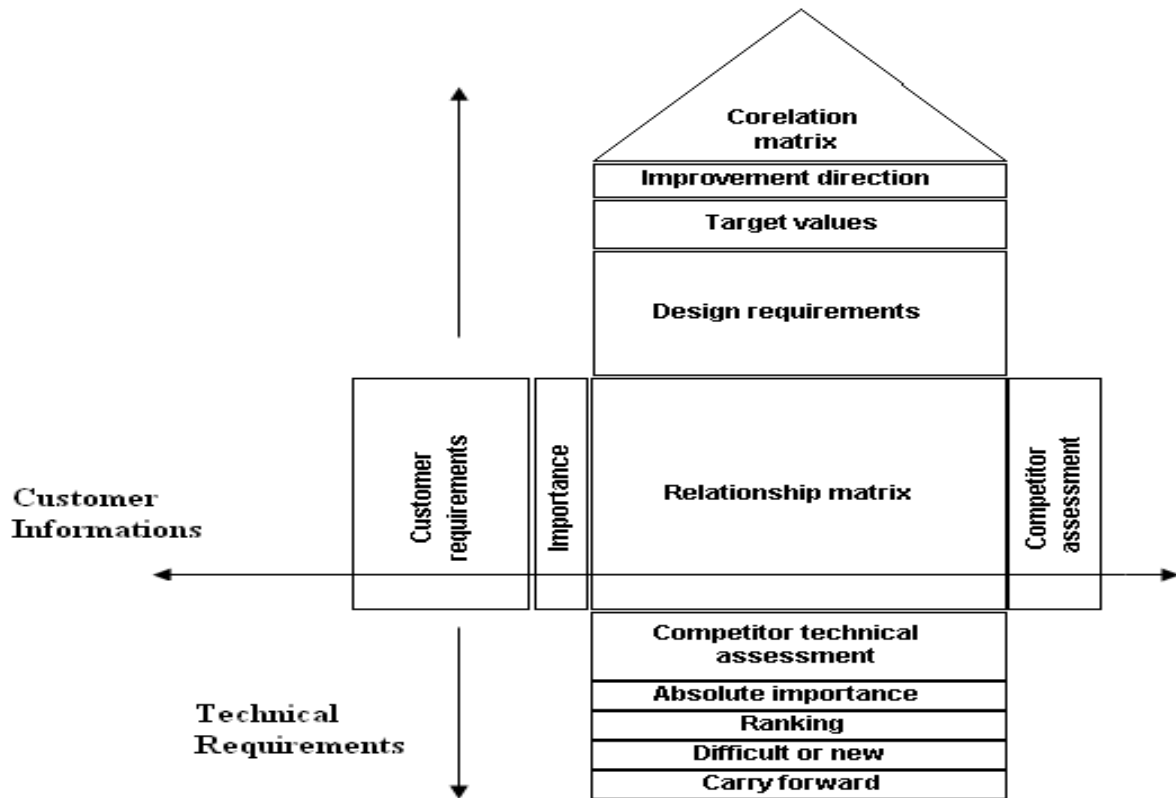 Corelation
matrix
Improvement direction
Target values
Design requirements
Customer
requirements
Importance
Relationship matrix
Competitor
assessment
Customer
Informations
Competitor technical
assessment
Absolute importance
Ranking
Difficult or new
Carry forward
Technical
Requirements